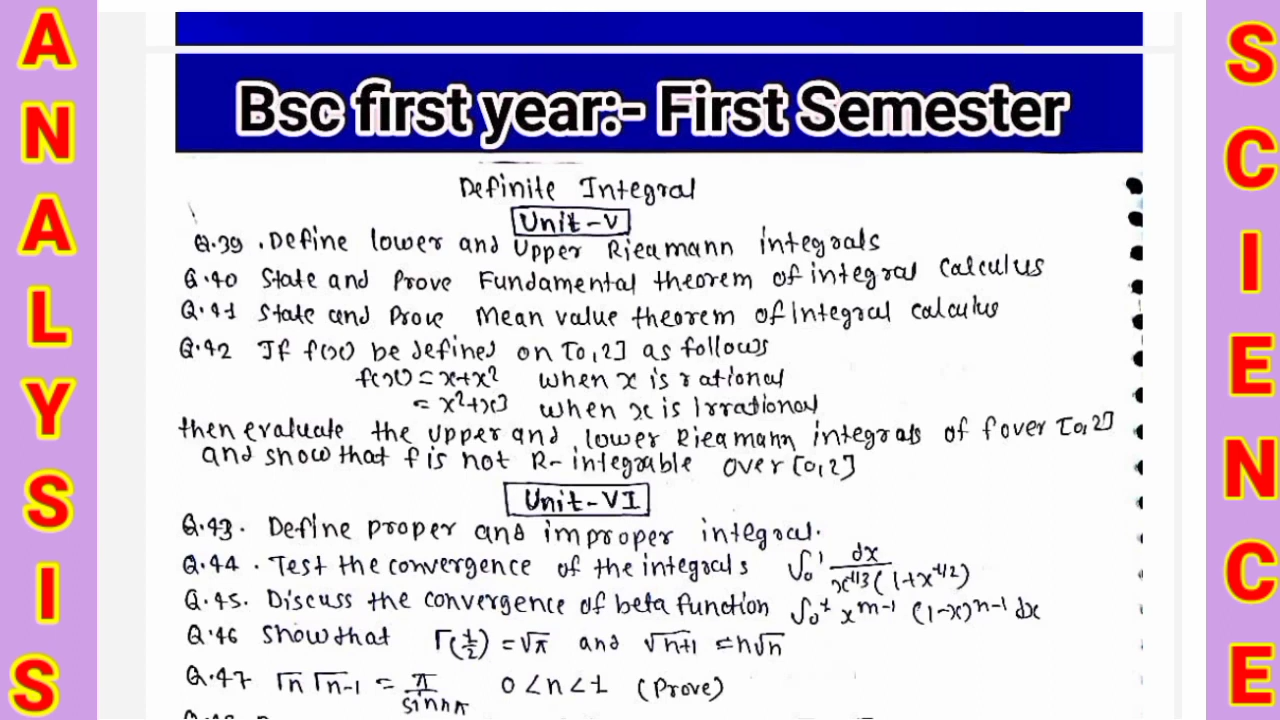 ANALYSIS
Bsc first year:- First Semester
Definite Integral
Unit-V
Q.39 . Define lower and Upper Rieamann integrals
Q.40 State and Prove Fundamental theorem of integral calculus
Q.41 State and Prove Mean value theorem of Integral calculus
Q.42 If f(x) be defined on [0,2] as follows
f(x) = x+x² when x is rational
= x²+x3 when x is Irrational
then evaluate the upper and lower Rieamann integrals of f over [0,2]
and show that f is not R-integrable over [0,2]
Unit-VI
Q.43. Define proper and improper integral.
Q.44 . Test the convergence of the integrals ∫₀¹ dx / x^1/3 (1+x^1/2)
Q.45. Discuss the convergence of beta function ∫₀¹ x^m-1 (1-x)^n-1 dx
Q.46 Show that Γ(1/2) = √π and √n+1 = n√n
Q.47 Γn Γn-1 = π / sin nπ 0 < n < 1 (Prove)
SCIENCE